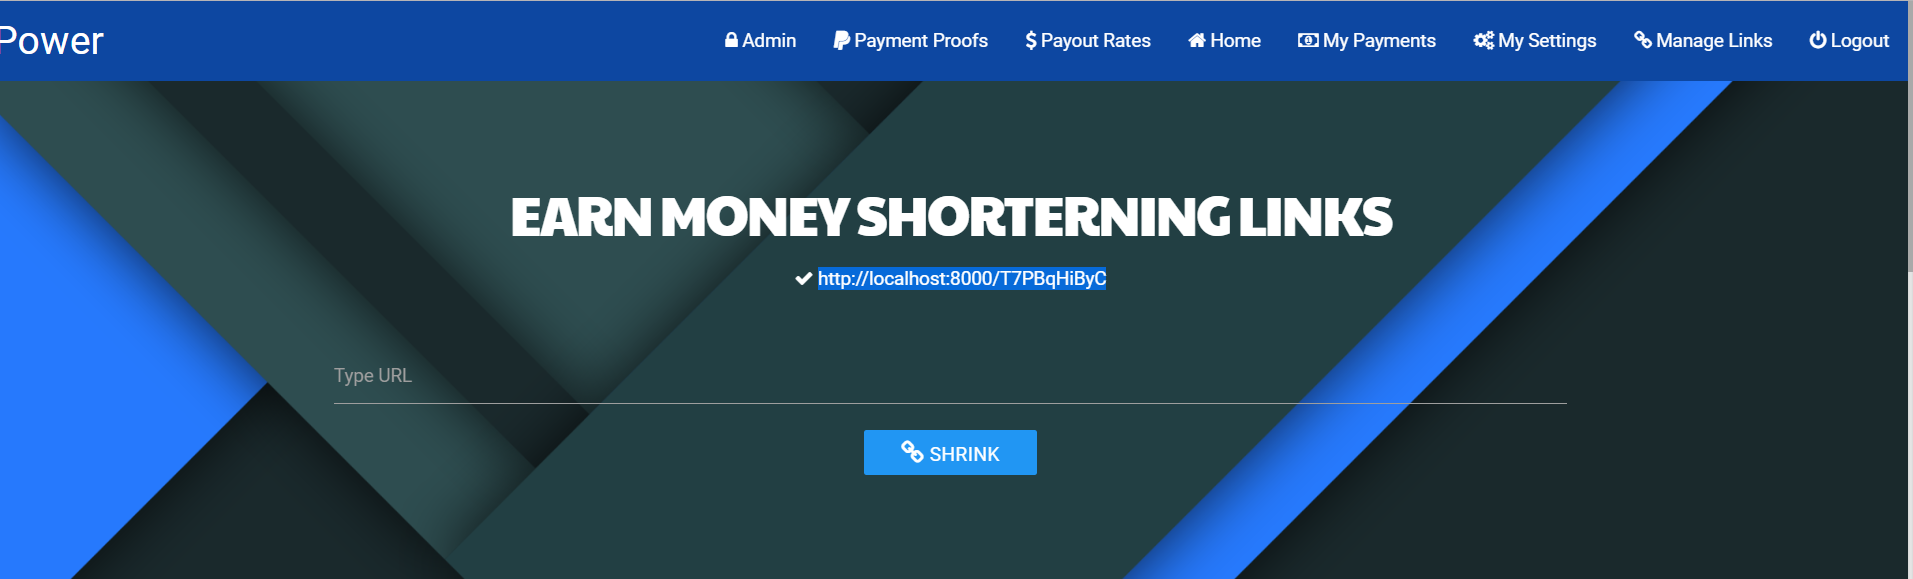 Power Admin Payment Proofs Payout Rates Home My Payments My Settings Manage Links Logout
EARN MONEY SHORTERNING LINKS
http://localhost:8000/T7PBqHiByC
Type URL
SHRINK